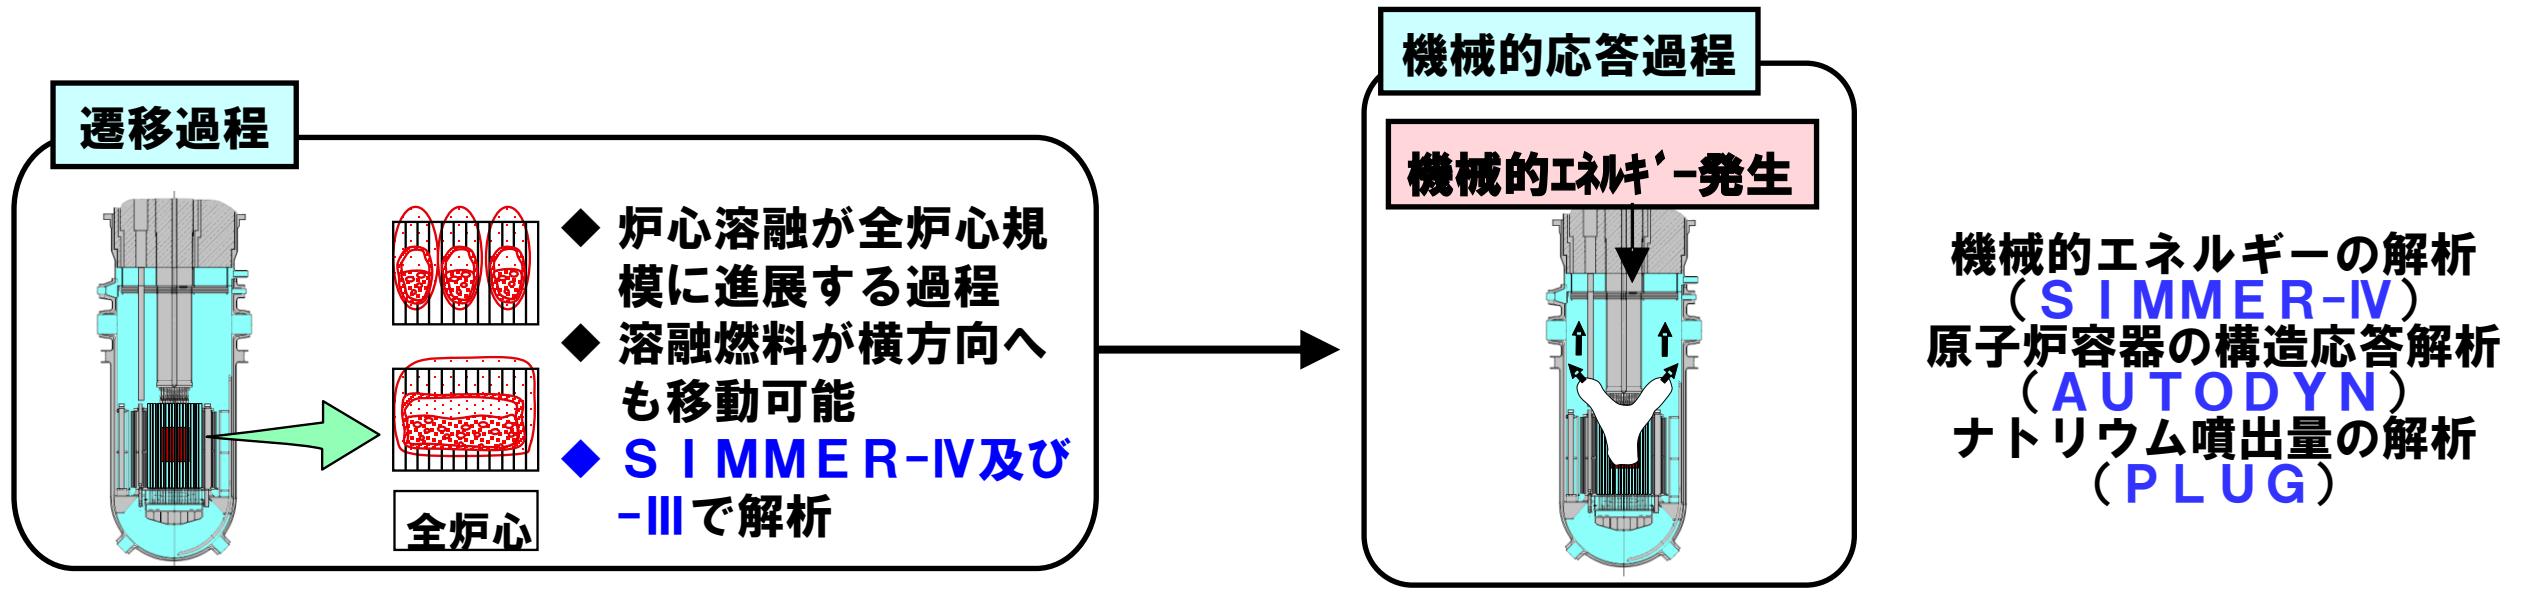 遷移過程
◆ 炉心溶融が全炉心規
模に進展する過程
◆ 溶融燃料が横方向へ
も移動可能
◆ ＳＩＭＭＥＲ-Ⅳ及び
-Ⅲで解析
全炉心
機械的応答過程
機械的ｴﾈﾙｷﾞｰ発生
機械的エネルギーの解析
（ＳＩＭＭＥＲ-Ⅳ）
原子炉容器の構造応答解析
（ＡＵＴＯＤＹＮ）
ナトリウム噴出量の解析
（ＰＬＵＧ）